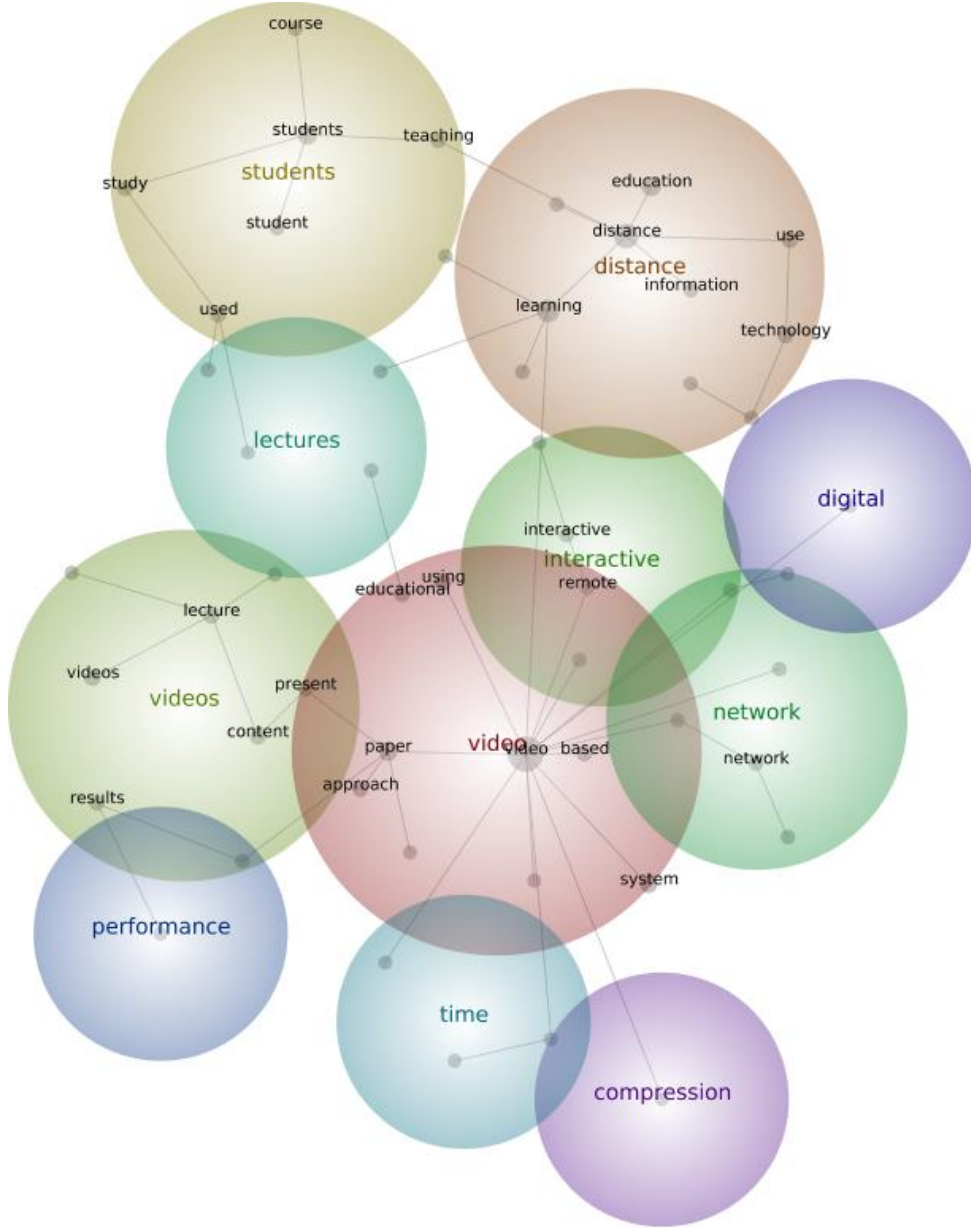 course
students
teaching
students
study
education
student
distance
use
distance
information
learning
used
technology
lectures
digital
interactive
interactive
using
remote
educational
lecture
videos
present
videos
network
content
video
video
based
paper
network
approach
results
system
performance
time
compression